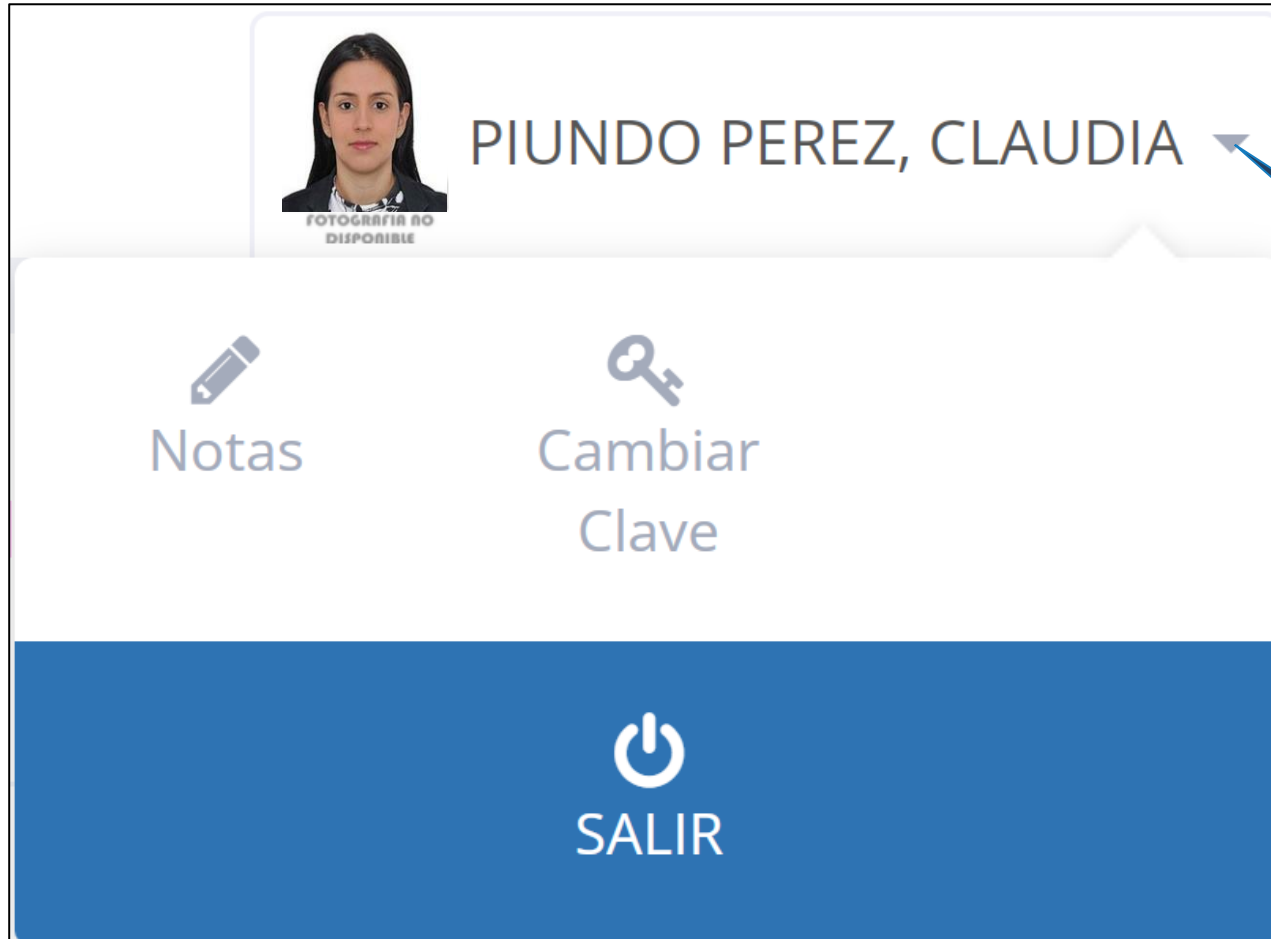 PIUNDO PEREZ, CLAUDIA
FOTOGRAFIA NO
DISPONIBLE
Notas
Cambiar
Clave
SALIR